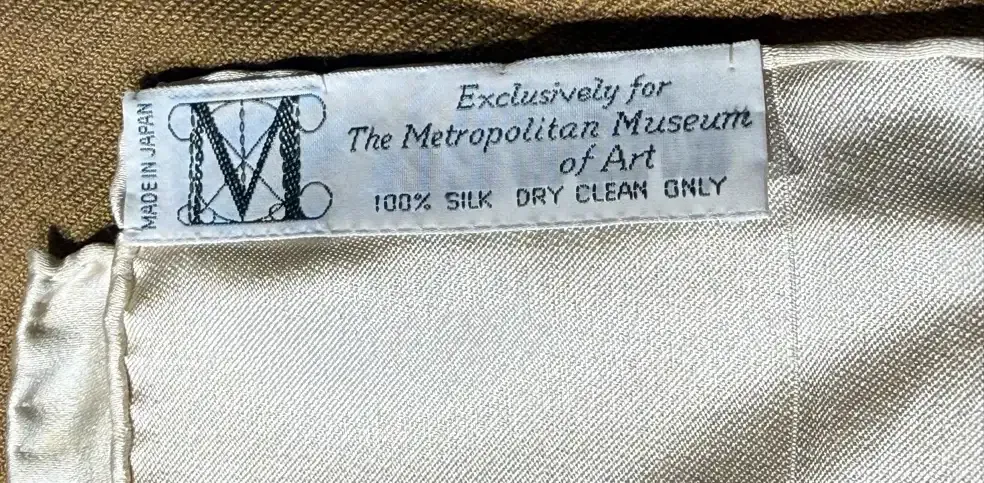 MADE IN JAPAN
M
Exclusively for
The Metropolitan Museum
of Art
100% SILK DRY CLEAN ONLY